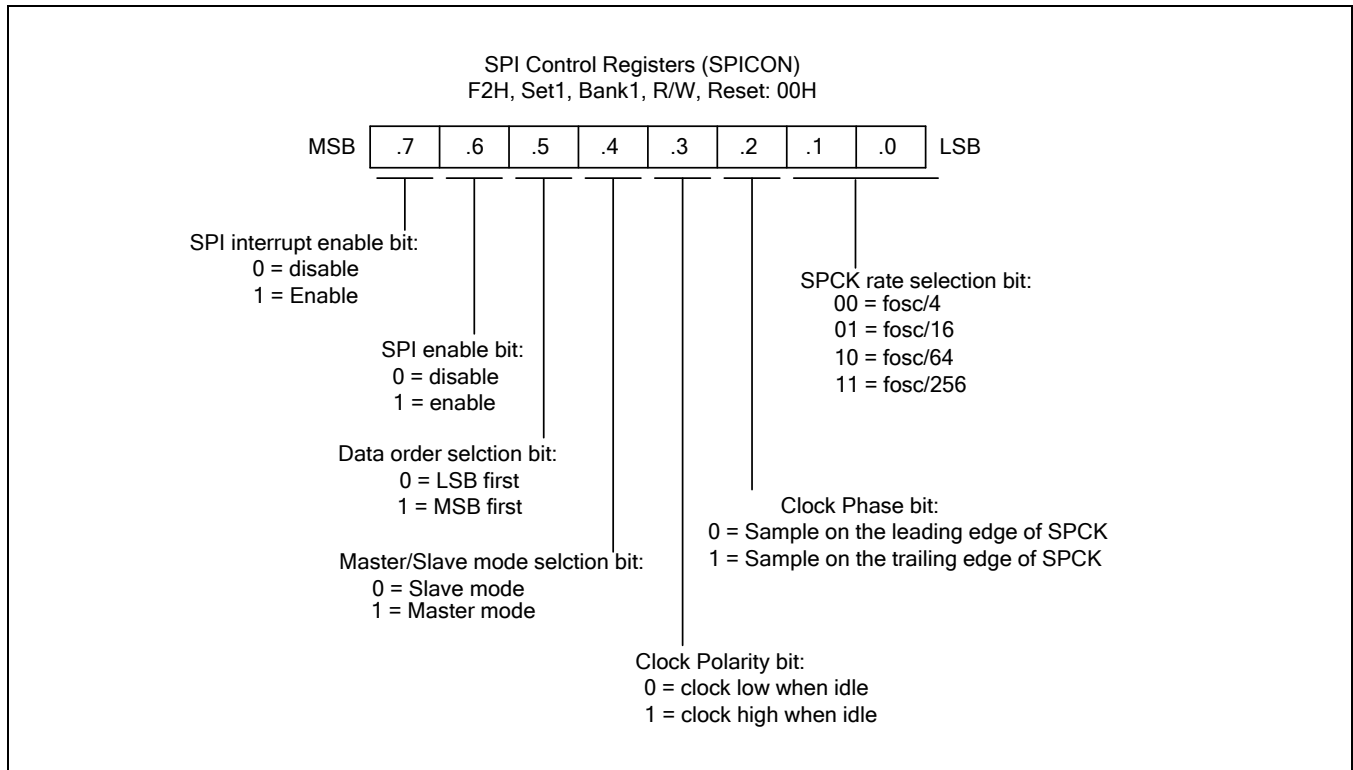 SPI Control Registers (SPICON)
F2H, Set1, Bank1, R/W, Reset: 00H
MSB .7 .6 .5 .4 .3 .2 .1 .0 LSB
SPI interrupt enable bit:
0 = disable
1 = Enable
SPI enable bit:
0 = disable
1 = enable
Data order selction bit:
0 = LSB first
1 = MSB first
Master/Slave mode selction bit:
0 = Slave mode
1 = Master mode
Clock Polarity bit:
0 = clock low when idle
1 = clock high when idle
Clock Phase bit:
0 = Sample on the leading edge of SPCK
1 = Sample on the trailing edge of SPCK
SPCK rate selection bit:
00 = fosc/4
01 = fosc/16
10 = fosc/64
11 = fosc/256